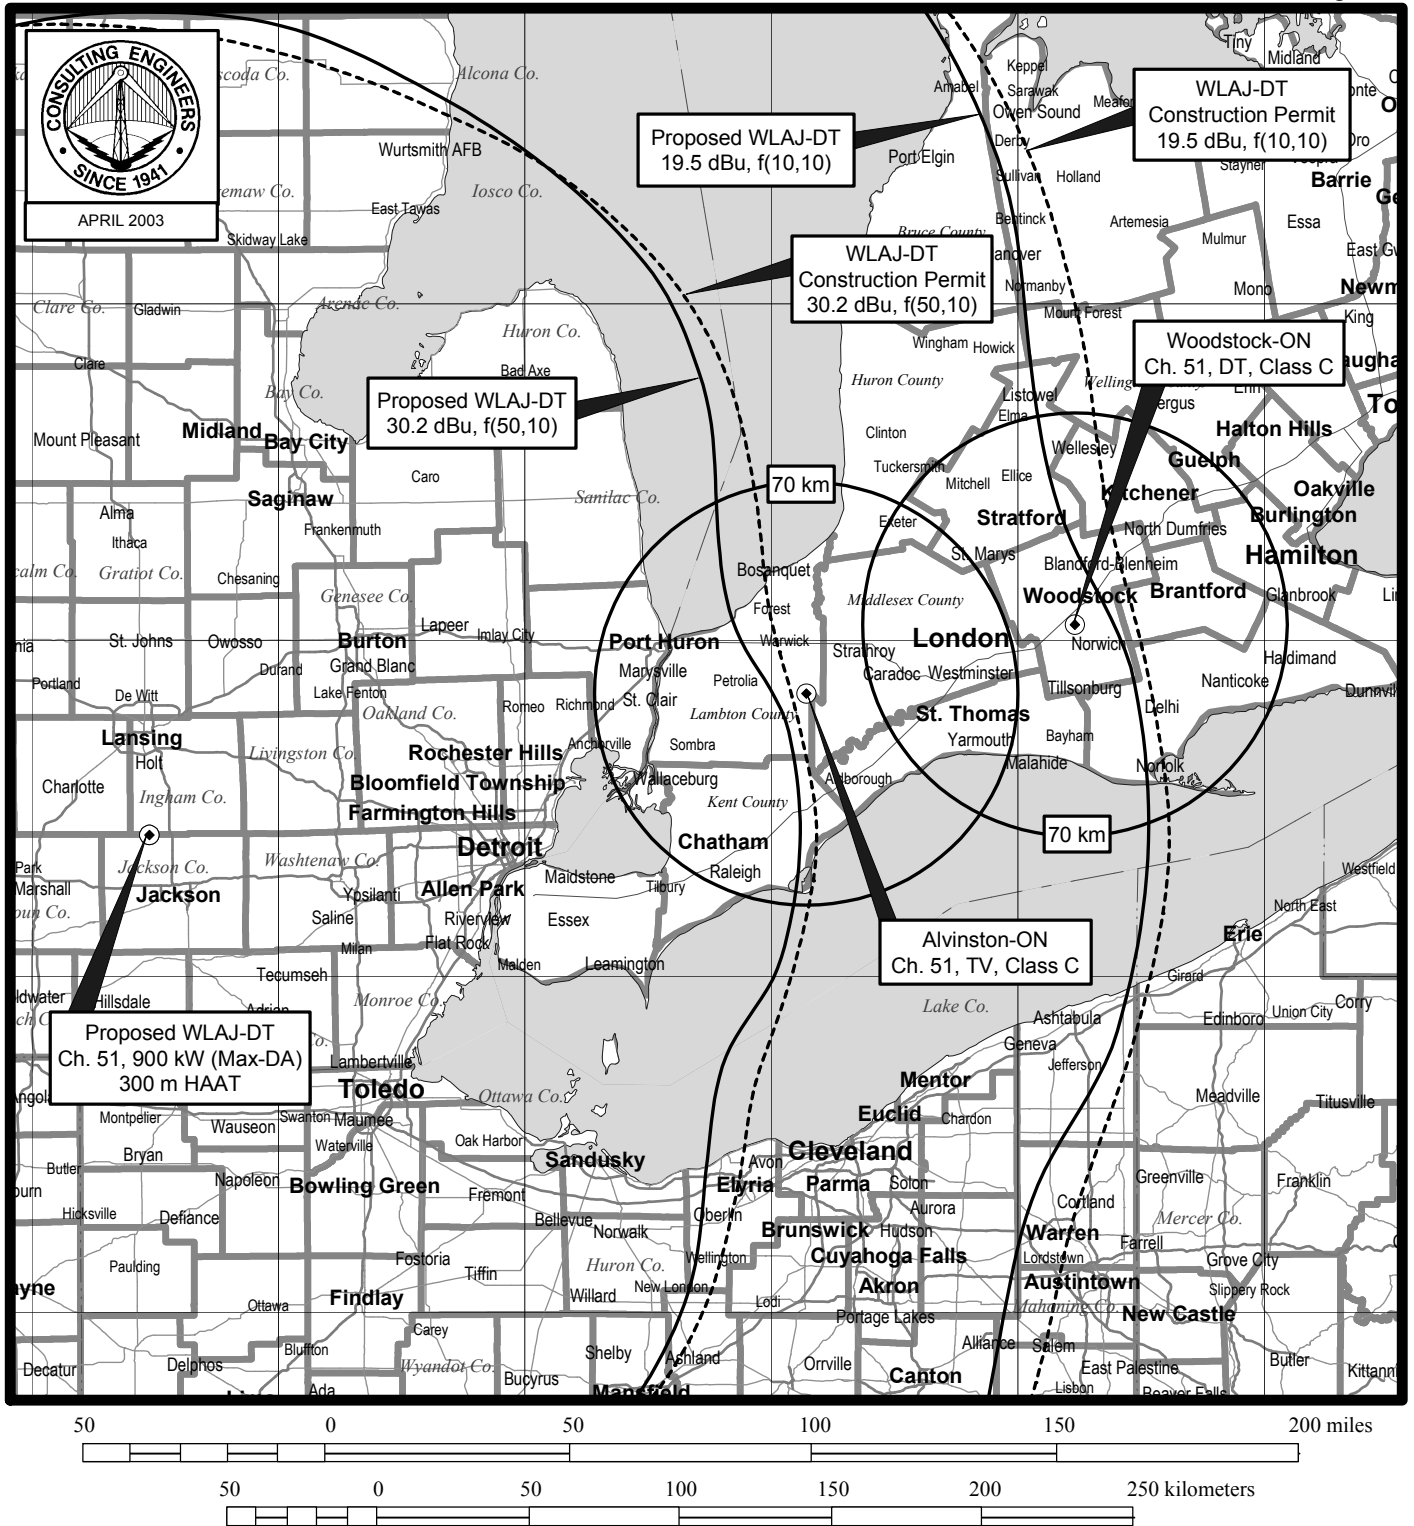 CONSULTING ENGINEERS
• SINCE 1941 •
APRIL 2003
Proposed WLAJ-DT
19.5 dBu, f(10,10)
WLAJ-DT
Construction Permit
19.5 dBu, f(10,10)
WLAJ-DT
Construction Permit
30.2 dBu, f(50,10)
Proposed WLAJ-DT
30.2 dBu, f(50,10)
Woodstock-ON
Ch. 51, DT, Class C
70 km
70 km
Alvinston-ON
Ch. 51, TV, Class C
Proposed WLAJ-DT
Ch. 51, 900 kW (Max-DA)
300 m HAAT
Alcona Co.
Wurtsmith AFB
Iosco Co.
East Tawas
Skidway Lake
Clare Co.
Gladwin
Arenac Co.
Huron Co.
Clare
Bad Axe
Bay Co.
Mount Pleasant
Midland
Bay City
Caro
Saginaw
Sanilac Co.
Alma
Frankenmuth
Ithaca
Gratiot Co.
Chesaning
Genesee Co.
St. Johns
Owosso
Burton
Lapeer
Imlay City
Port Huron
Grand Blanc
Durand
Marysville
Portland
De Witt
Lake Fenton
St. Clair
Petrolia
Oakland Co.
Romeo
Richmond
Lambton County
Lansing
Holt
Livingston Co.
Rochester Hills
Anchorville
Sombra
Charlotte
Ingham Co.
Bloomfield Township
Wallaceburg
Farmington Hills
Kent County
Detroit
Chatham
Park
Jackson Co.
Washtenaw Co.
Raleigh
Marshall
Jackson
Ypsilanti
Allen Park
Maidstone
Tilbury
Saline
Riverview
Essex
Milan
Flat Rock
Malden
Leamington
Tecumseh
Hillsdale
Adrian
Monroe Co.
Lambertville
Toledo
Ottawa Co.
Montpelier
Wauseon
Swanton
Maumee
Waterville
Oak Harbor
Bryan
Butler
Napoleon
Bowling Green
Fremont
Sandusky
Hicksville
Defiance
Bellevue
Norwalk
Paulding
Fostoria
Tiffin
Huron Co.
Willard
New London
Findlay
Ottawa
Carey
Bluffton
Decatur
Delphos
Wyandot Co.
Shelby
Ashland
Ada
Bucyrus
Mansfield
Tiny
Midland
Keppel
Amabel
Sarawak
Owen Sound
Derby
Port Elgin
Sullivan
Holland
Stayner
Barrie
Bentinck
Artemesia
Essa
Bruce County
Mulmur
Normanby
Mono
Mount Forest
King
Wingham
Howick
Huron County
Listowel
Elma
Clinton
Wellesley
Halton Hills
Tuckersmith
Guelph
Mitchell
Ellice
Kitchener
Oakville
Exeter
Stratford
North Dumfries
Burlington
St. Marys
Hamilton
Bosanquet
Blandford-Blenheim
Middlesex County
Woodstock
Brantford
Glanbrook
Forest
Warwick
London
Norwich
Strathroy
Haldimand
Caradoc
Westminster
Tillsonburg
Nanticoke
St. Thomas
Delhi
Yarmouth
Bayham
Malahide
Norfolk
Aldborough
Westfield
North East
Erie
Girard
Lake Co.
Ashtabula
Corry
Union City
Edinboro
Geneva
Jefferson
Mentor
Meadville
Titusville
Euclid
Chardon
Cleveland
Avon
Elyria
Parma
Solon
Greenville
Franklin
Oberlin
Aurora
Cortland
Mercer Co.
Brunswick
Hudson
Warren
Farrell
Wellington
Cuyahoga Falls
Lordstown
Grove City
Akron
Austintown
Slippery Rock
Lodi
Mahoning Co.
New Castle
Portage Lakes
Alliance
Salem
Orrville
East Palestine
Butler
Canton
Lisbon
Beaver Falls
50 0 50 100 150 200 miles
50 0 50 100 150 200 250 kilometers